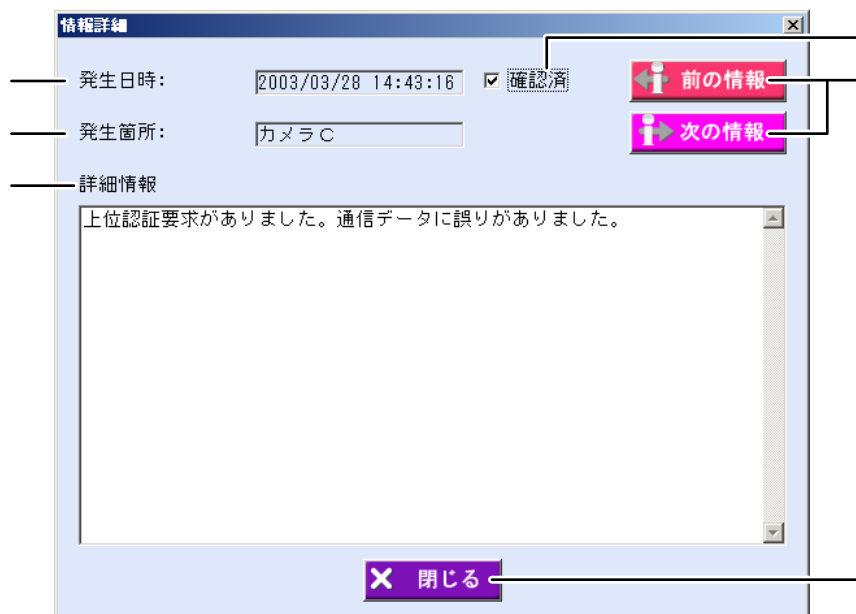 情報詳細
発生日時: 2003/03/28 14:43:16 確認済 前の情報
発生箇所: カメラC 次の情報
詳細情報
上位認証要求がありました。通信データに誤りがありました。
閉じる